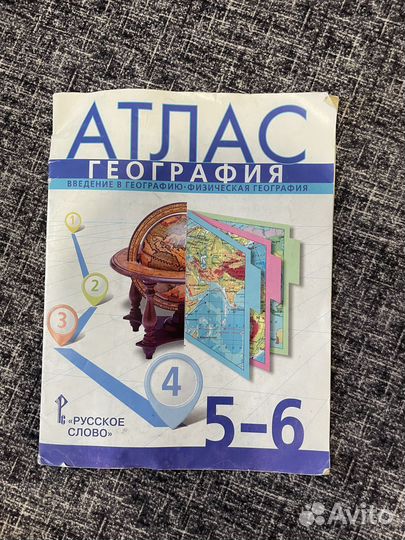 АТЛАС
ГЕОГРАФИЯ
ВВЕДЕНИЕ В ГЕОГРАФИЮ • ФИЗИЧЕСКАЯ ГЕОГРАФИЯ
1
2
3
4
«РУССКОЕ
СЛОВО»
5–6
Avito